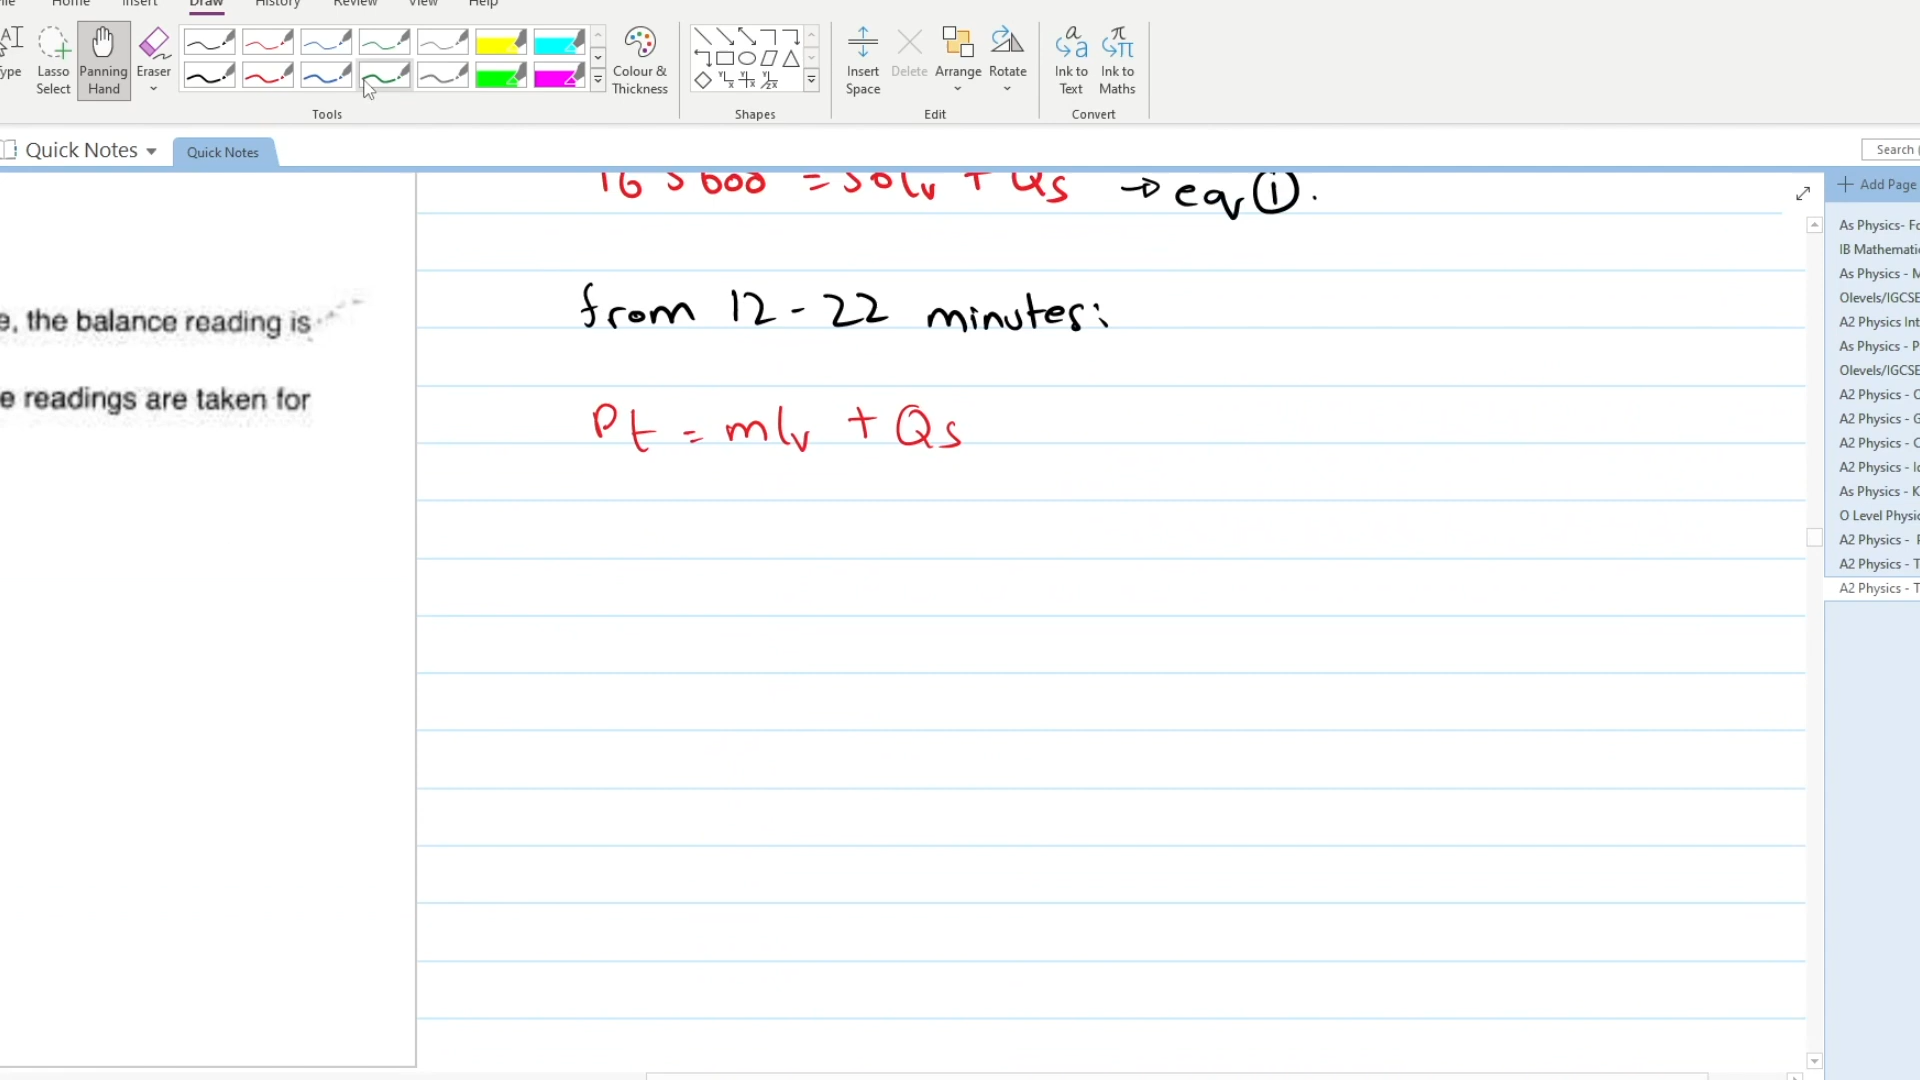 Home Insert Draw History Review View Help
Type
Lasso Select
Panning Hand
Eraser
Colour & Thickness
Insert Space
Delete
Arrange
Rotate
Ink to Text
Ink to Maths
Tools
Shapes
Edit
Convert
Quick Notes
Quick Notes
Search
Add Page
→ eq ①.
from 12 - 22 minutes:
e, the balance reading is
e readings are taken for
Pt = mlv + Qs
As Physics- Fo
IB Mathemati
As Physics - M
Olevels/IGCSE
A2 Physics Int
As Physics - P
Olevels/IGCSE
A2 Physics - C
A2 Physics - G
A2 Physics - C
A2 Physics - Id
As Physics - K
O Level Physic
A2 Physics - P
A2 Physics - T
A2 Physics - T